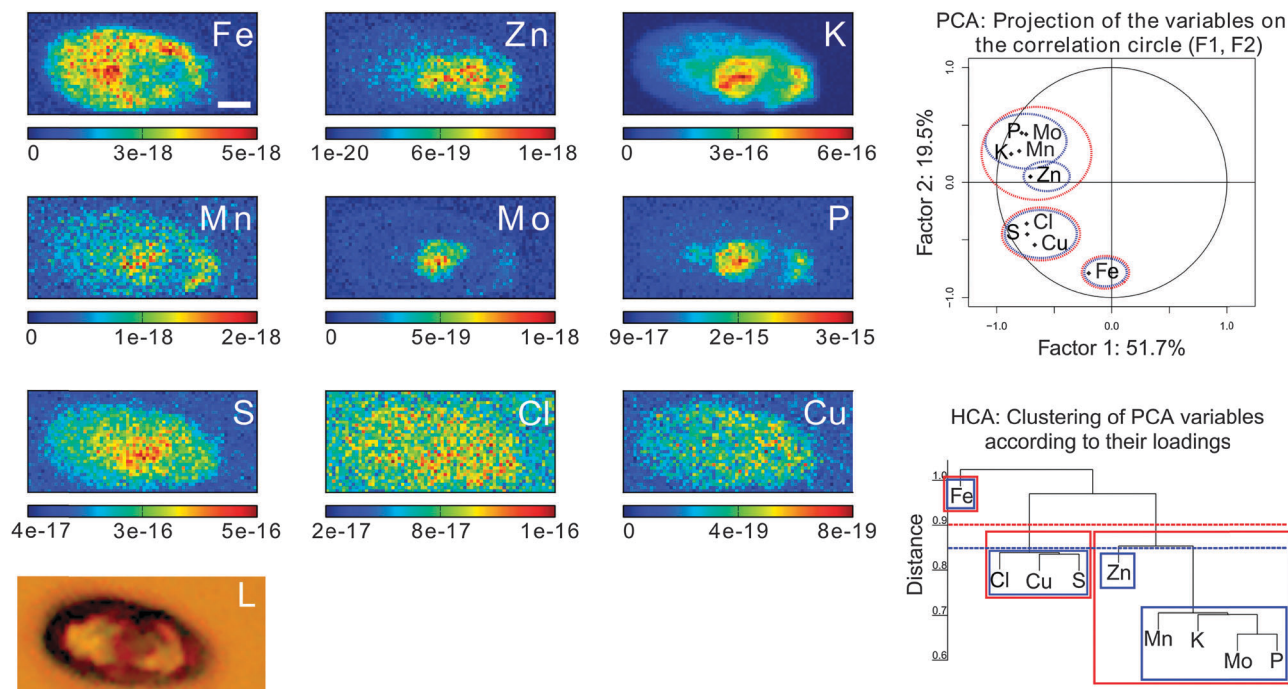 Fe
Zn
K
0 3e-18 5e-18
1e-20 6e-19 1e-18
0 3e-16 6e-16
Mn
Mo
P
0 1e-18 2e-18
0 5e-19 1e-18
9e-17 2e-15 3e-15
S
Cl
Cu
4e-17 3e-16 5e-16
2e-17 8e-17 1e-16
0 4e-19 8e-19
L
PCA: Projection of the variables on
the correlation circle (F1, F2)
Factor 2: 19.5%
1.0
0.0
−1.0
P Mo
K Mn
Zn
Cl
S Cu
Fe
−1.0 0.0 1.0
Factor 1: 51.7%
HCA: Clustering of PCA variables
according to their loadings
Distance
1.0
0.9
0.8
0.7
0.6
Fe
Cl Cu S
Zn
Mn K
Mo P